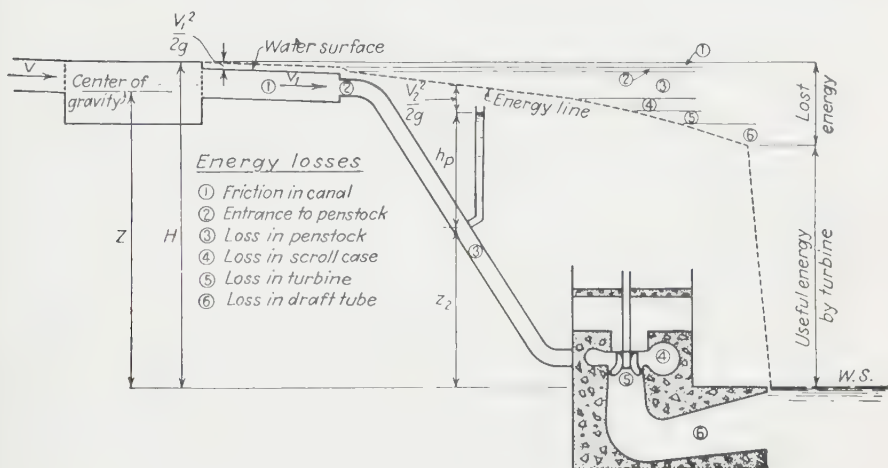 V₁²
2g
Water surface
V
Center of
gravity
① V₁
②
①
②
③
④
⑤
⑥
V₂²
2g
Energy line
Lost
energy
h_p
Energy losses
① Friction in canal
② Entrance to penstock
③ Loss in penstock
④ Loss in scroll case
⑤ Loss in turbine
⑥ Loss in draft tube
Z
H
③
z₂
Useful energy
by turbine
④
⑤
W.S.
⑥